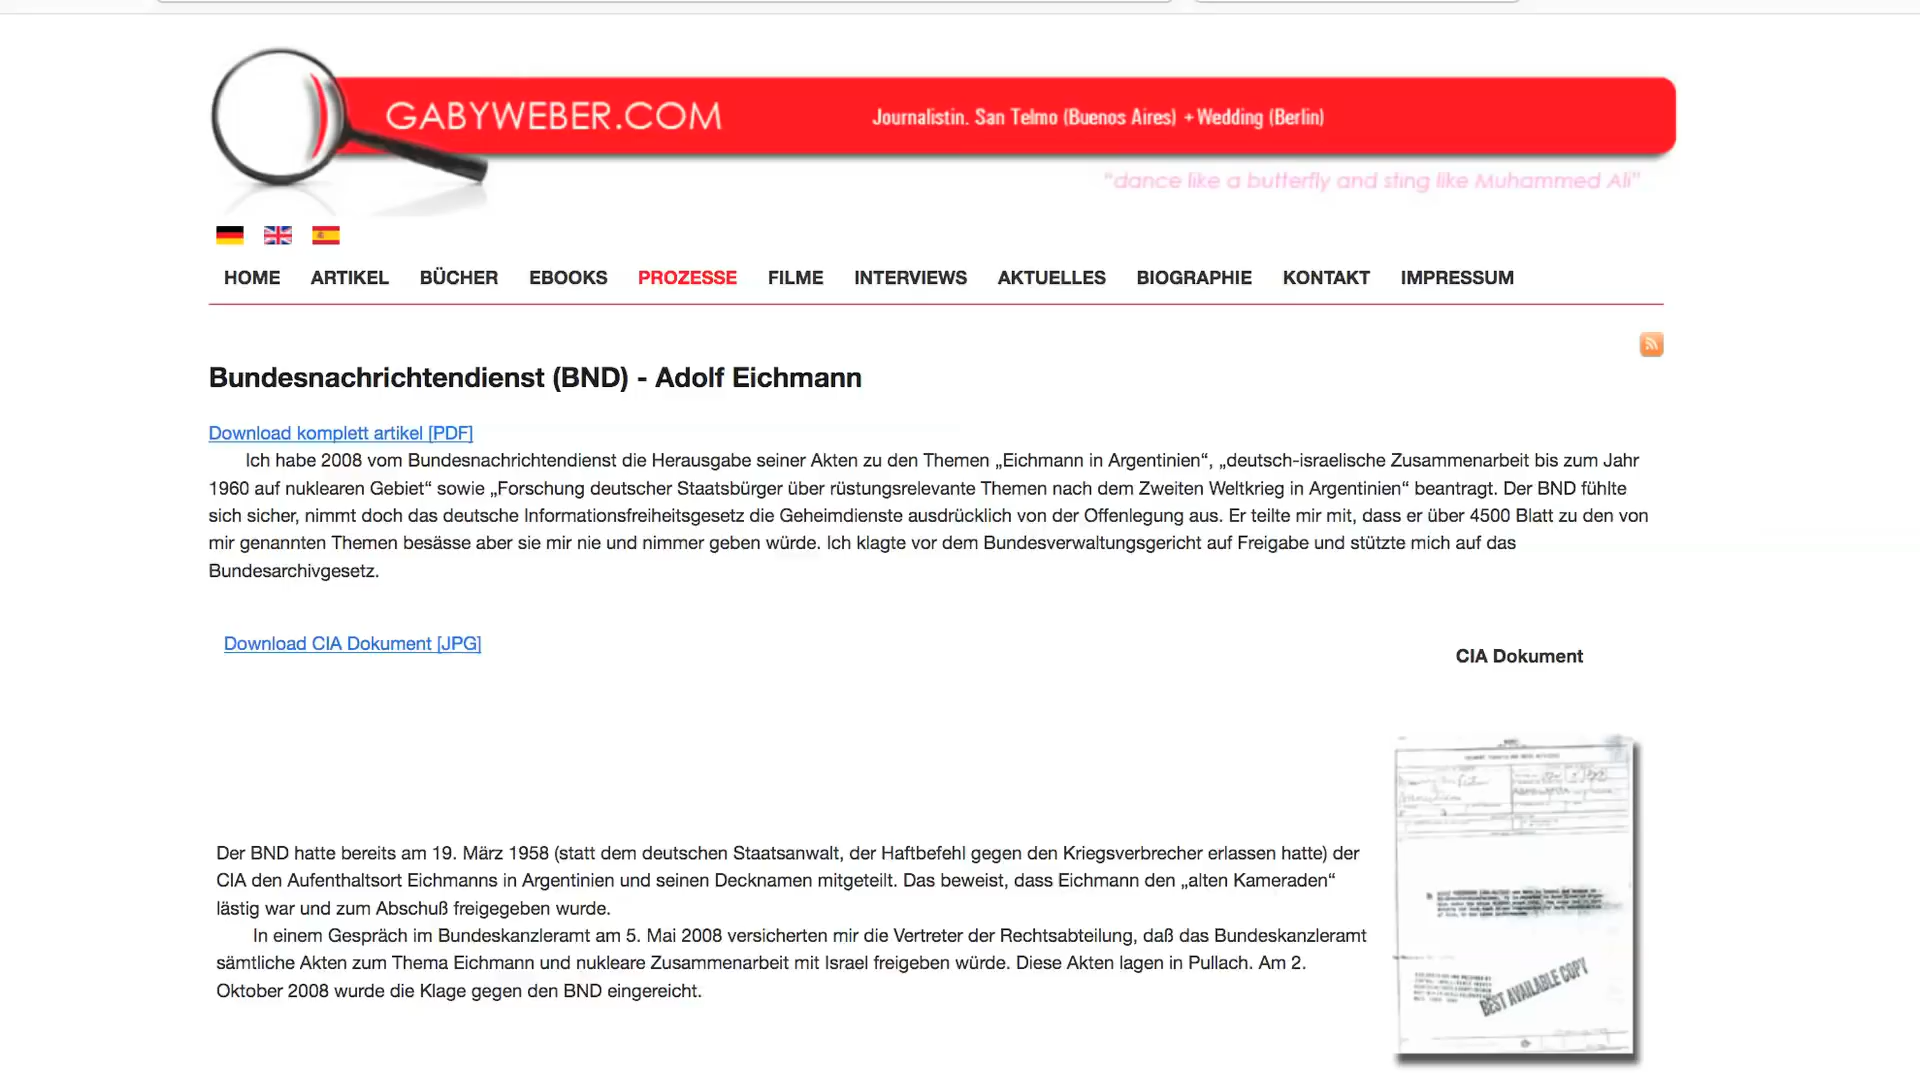 GABYWEBER.COM
Journalistin. San Telmo (Buenos Aires) + Wedding (Berlin)
"dance like a butterfly and sting like Muhammed Ali"
HOME ARTIKEL BÜCHER EBOOKS PROZESSE FILME INTERVIEWS AKTUELLES BIOGRAPHIE KONTAKT IMPRESSUM
Bundesnachrichtendienst (BND) - Adolf Eichmann
Download komplett artikel [PDF]
Ich habe 2008 vom Bundesnachrichtendienst die Herausgabe seiner Akten zu den Themen „Eichmann in Argentinien“, „deutsch-israelische Zusammenarbeit bis zum Jahr
1960 auf nuklearen Gebiet“ sowie „Forschung deutscher Staatsbürger über rüstungsrelevante Themen nach dem Zweiten Weltkrieg in Argentinien“ beantragt. Der BND fühlte
sich sicher, nimmt doch das deutsche Informationsfreiheitsgesetz die Geheimdienste ausdrücklich von der Offenlegung aus. Er teilte mir mit, dass er über 4500 Blatt zu den von
mir genannten Themen besässe aber sie mir nie und nimmer geben würde. Ich klagte vor dem Bundesverwaltungsgericht auf Freigabe und stützte mich auf das
Bundesarchivgesetz.
Download CIA Dokument [JPG]
CIA Dokument
Der BND hatte bereits am 19. März 1958 (statt dem deutschen Staatsanwalt, der Haftbefehl gegen den Kriegsverbrecher erlassen hatte) der
CIA den Aufenthaltsort Eichmanns in Argentinien und seinen Decknamen mitgeteilt. Das beweist, dass Eichmann den „alten Kameraden“
lästig war und zum Abschuß freigegeben wurde.
In einem Gespräch im Bundeskanzleramt am 5. Mai 2008 versicherten mir die Vertreter der Rechtsabteilung, daß das Bundeskanzleramt
sämtliche Akten zum Thema Eichmann und nukleare Zusammenarbeit mit Israel freigeben würde. Diese Akten lagen in Pullach. Am 2.
Oktober 2008 wurde die Klage gegen den BND eingereicht.
BEST AVAILABLE COPY